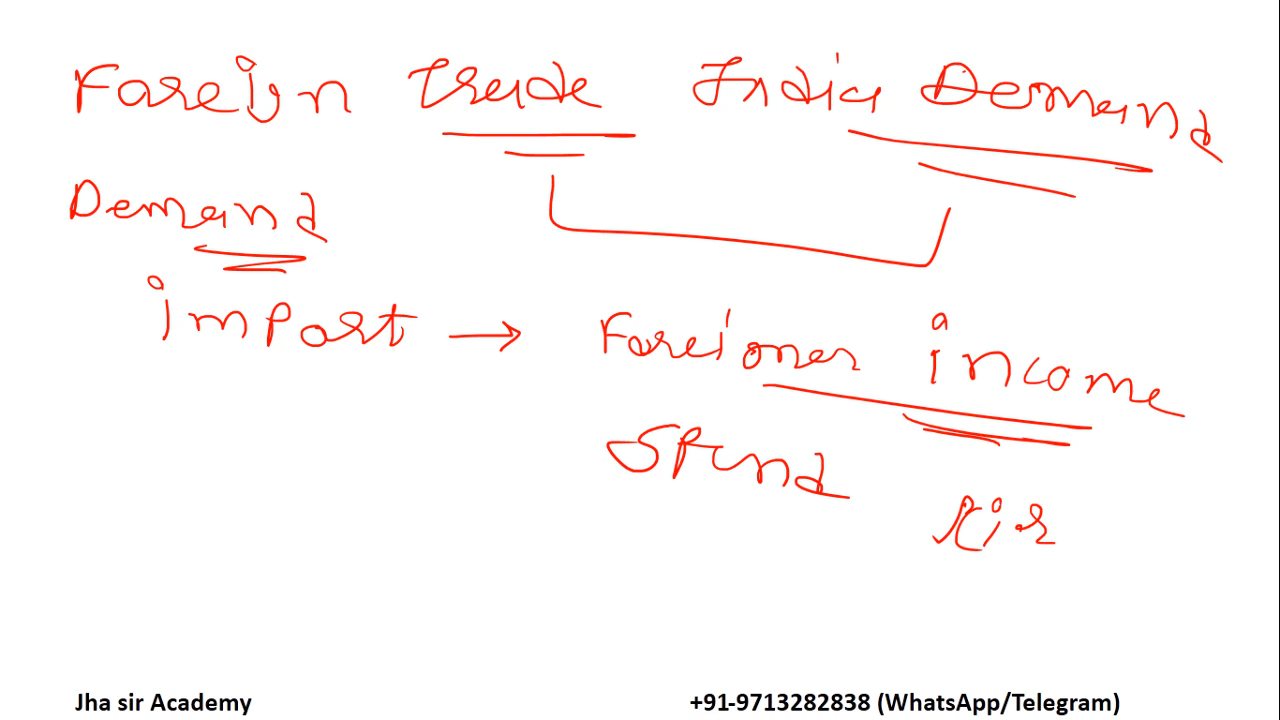 Foreign trade India Demand
Demand
import → Foreigner income
Spend
Jha sir Academy
+91-9713282838 (WhatsApp/Telegram)